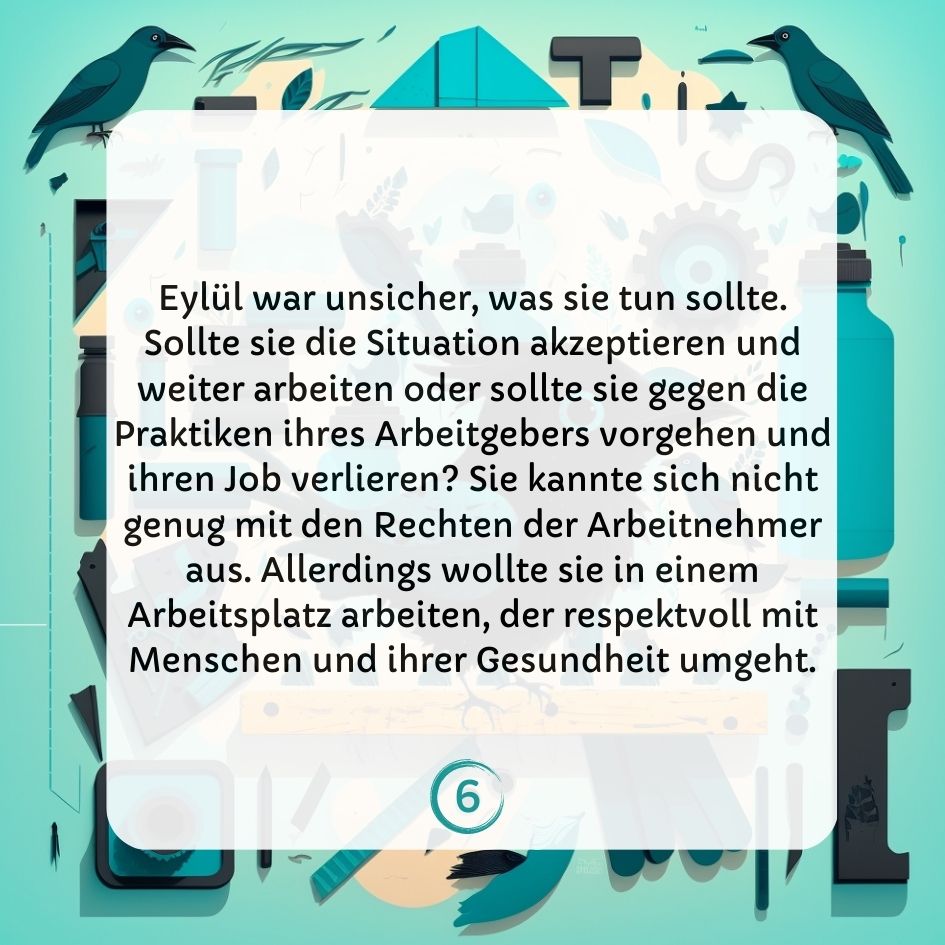 Eylül war unsicher, was sie tun sollte.
Sollte sie die Situation akzeptieren und
weiter arbeiten oder sollte sie gegen die
Praktiken ihres Arbeitgebers vorgehen und
ihren Job verlieren? Sie kannte sich nicht
genug mit den Rechten der Arbeitnehmer
aus. Allerdings wollte sie in einem
Arbeitsplatz arbeiten, der respektvoll mit
Menschen und ihrer Gesundheit umgeht.
6